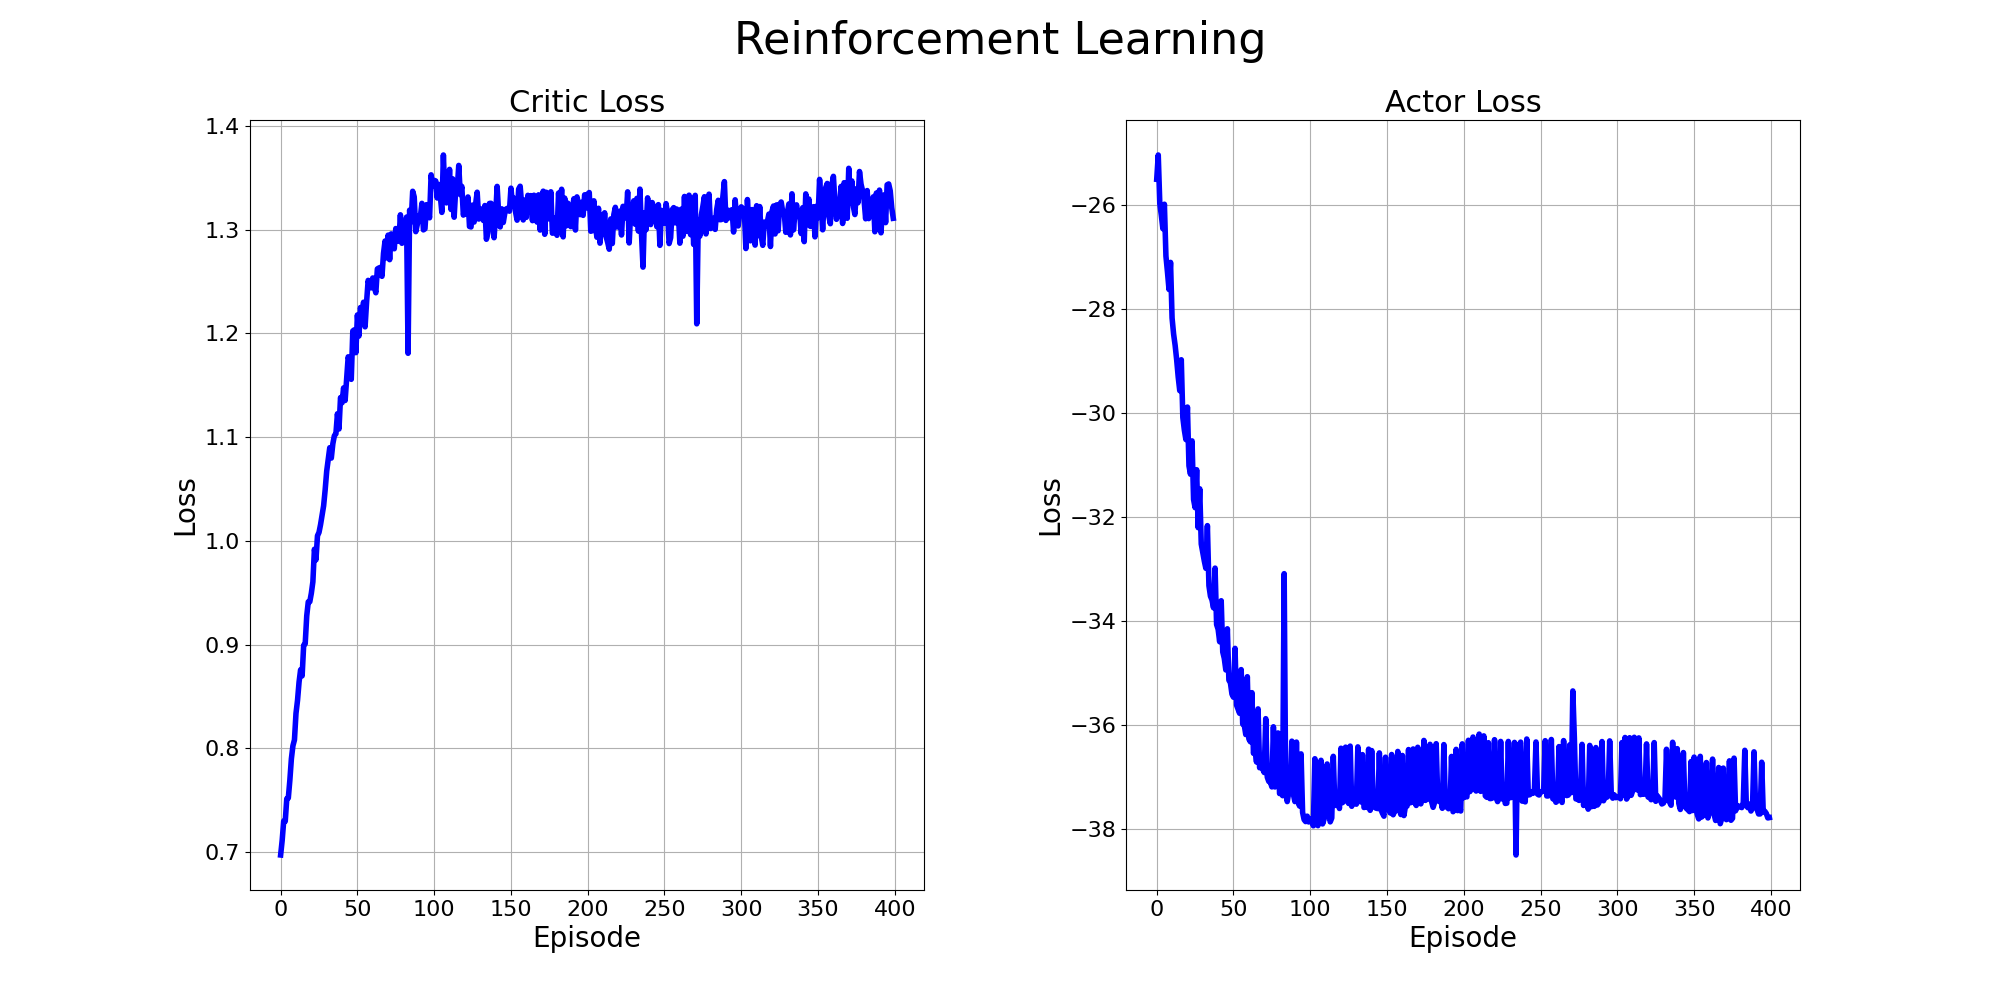 Reinforcement Learning
Critic Loss
1.4
1.3
1.2
1.1
1.0
0.9
0.8
0.7
Loss
0 50 100 150 200 250 300 350 400
Episode
Actor Loss
−26
−28
−30
−32
−34
−36
−38
Loss
0 50 100 150 200 250 300 350 400
Episode